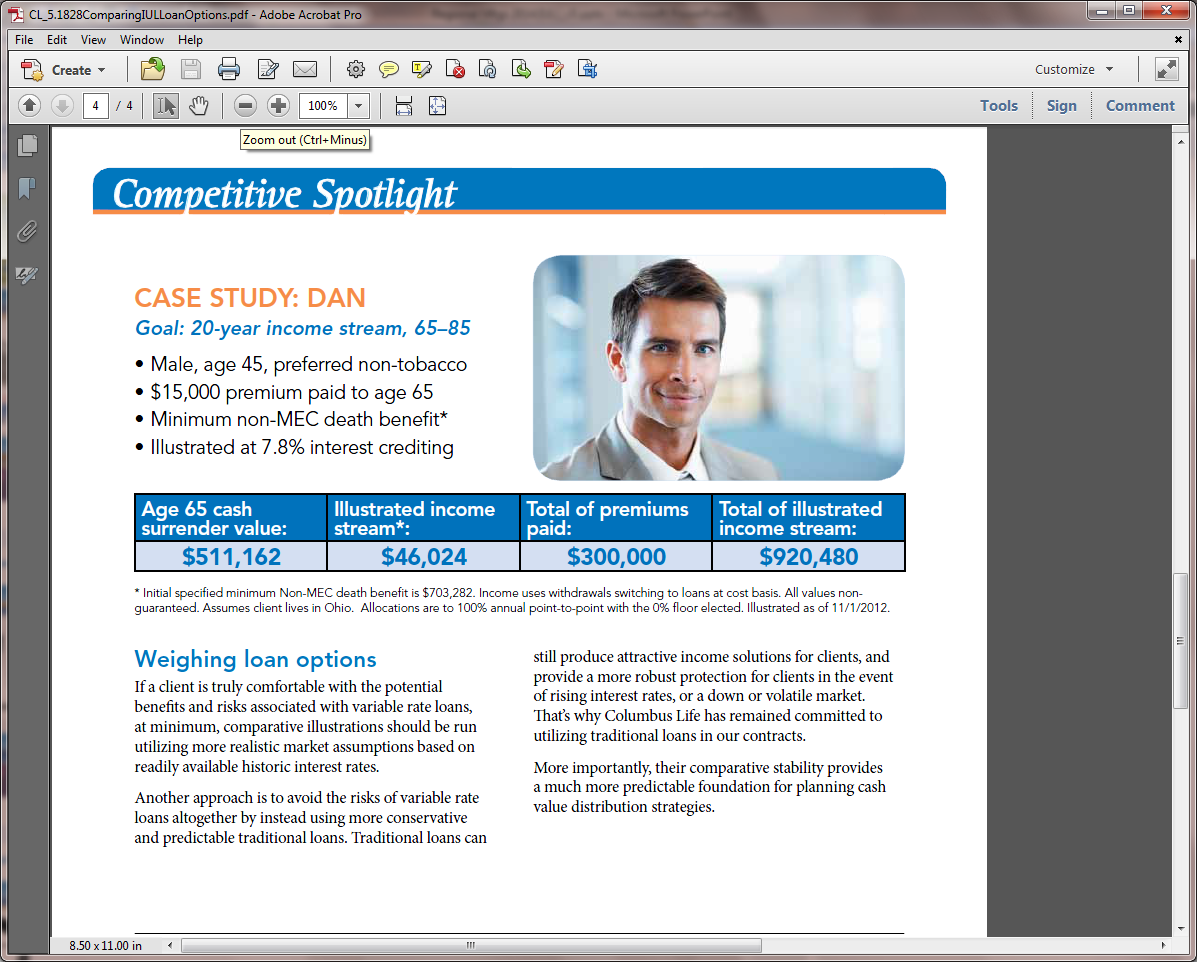 CL_5.1828ComparingIULLoanOptions.pdf - Adobe Acrobat Pro
File Edit View Window Help
Create
Customize
4 / 4
100%
Tools Sign Comment
Zoom out (Ctrl+Minus)
Competitive Spotlight
CASE STUDY: DAN
Goal: 20-year income stream, 65–85
• Male, age 45, preferred non-tobacco
• $15,000 premium paid to age 65
• Minimum non-MEC death benefit*
• Illustrated at 7.8% interest crediting
Age 65 cash surrender value: Illustrated income stream*: Total of premiums paid: Total of illustrated income stream:
$511,162 $46,024 $300,000 $920,480
* Initial specified minimum Non-MEC death benefit is $703,282. Income uses withdrawals switching to loans at cost basis. All values non-
guaranteed. Assumes client lives in Ohio. Allocations are to 100% annual point-to-point with the 0% floor elected. Illustrated as of 11/1/2012.
Weighing loan options
If a client is truly comfortable with the potential
benefits and risks associated with variable rate loans,
at minimum, comparative illustrations should be run
utilizing more realistic market assumptions based on
readily available historic interest rates.
Another approach is to avoid the risks of variable rate
loans altogether by instead using more conservative
and predictable traditional loans. Traditional loans can
still produce attractive income solutions for clients, and
provide a more robust protection for clients in the event
of rising interest rates, or a down or volatile market.
That's why Columbus Life has remained committed to
utilizing traditional loans in our contracts.
More importantly, their comparative stability provides
a much more predictable foundation for planning cash
value distribution strategies.
8.50 x 11.00 in